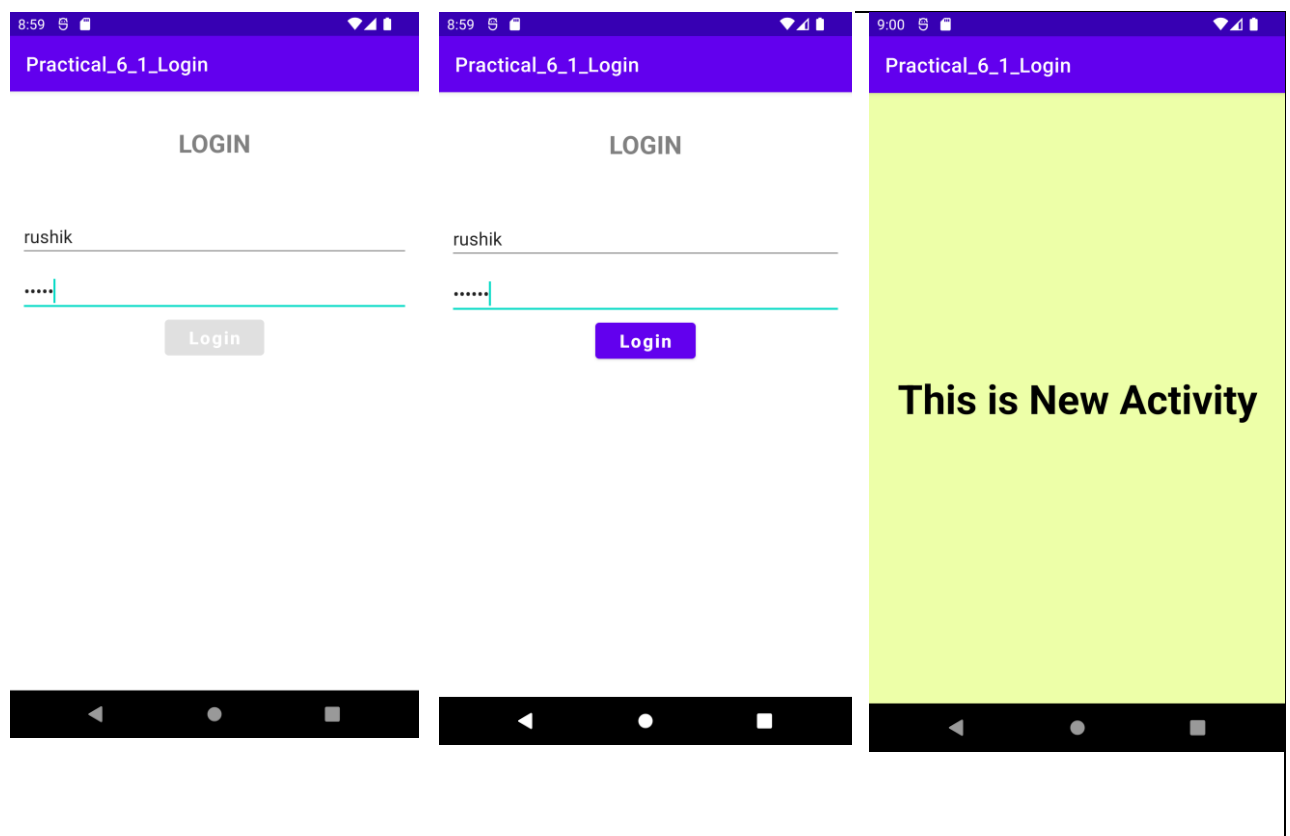 8:59
Practical_6_1_Login
LOGIN
rushik
•••••
Login
8:59
Practical_6_1_Login
LOGIN
rushik
••••••
Login
9:00
Practical_6_1_Login
This is New Activity